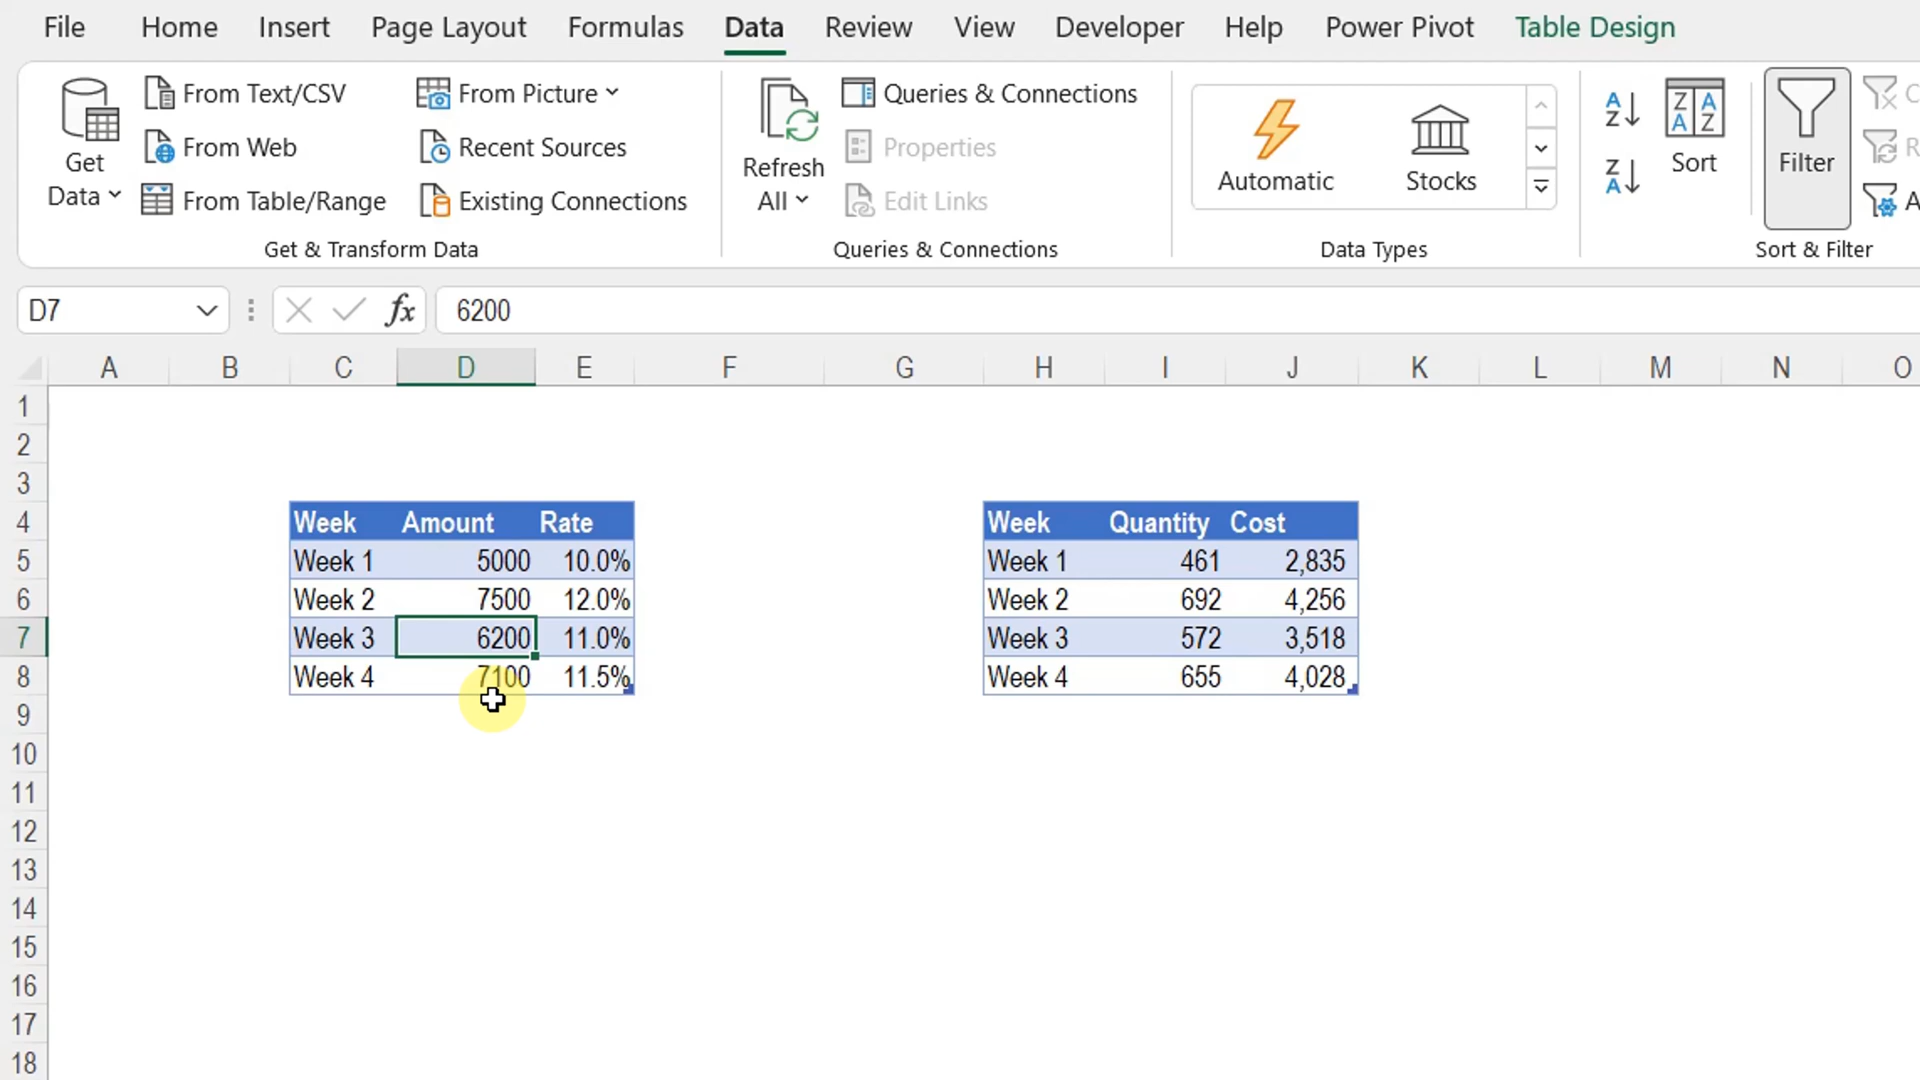 File Home Insert Page Layout Formulas Data Review View Developer Help Power Pivot Table Design
Get Data
From Text/CSV
From Web
From Table/Range
From Picture
Recent Sources
Existing Connections
Get & Transform Data
Refresh All
Queries & Connections
Properties
Edit Links
Queries & Connections
Automatic
Stocks
Data Types
A Z
Z A
Z A A Z
Sort
Filter
C
R
A
Sort & Filter
D7 fx 6200
A B C D E F G H I J K L M N O
1
2
3
4 Week Amount Rate Week Quantity Cost
5 Week 1 5000 10.0% Week 1 461 2,835
6 Week 2 7500 12.0% Week 2 692 4,256
7 Week 3 6200 11.0% Week 3 572 3,518
8 Week 4 7100 11.5% Week 4 655 4,028
9
10
11
12
13
14
15
16
17
18